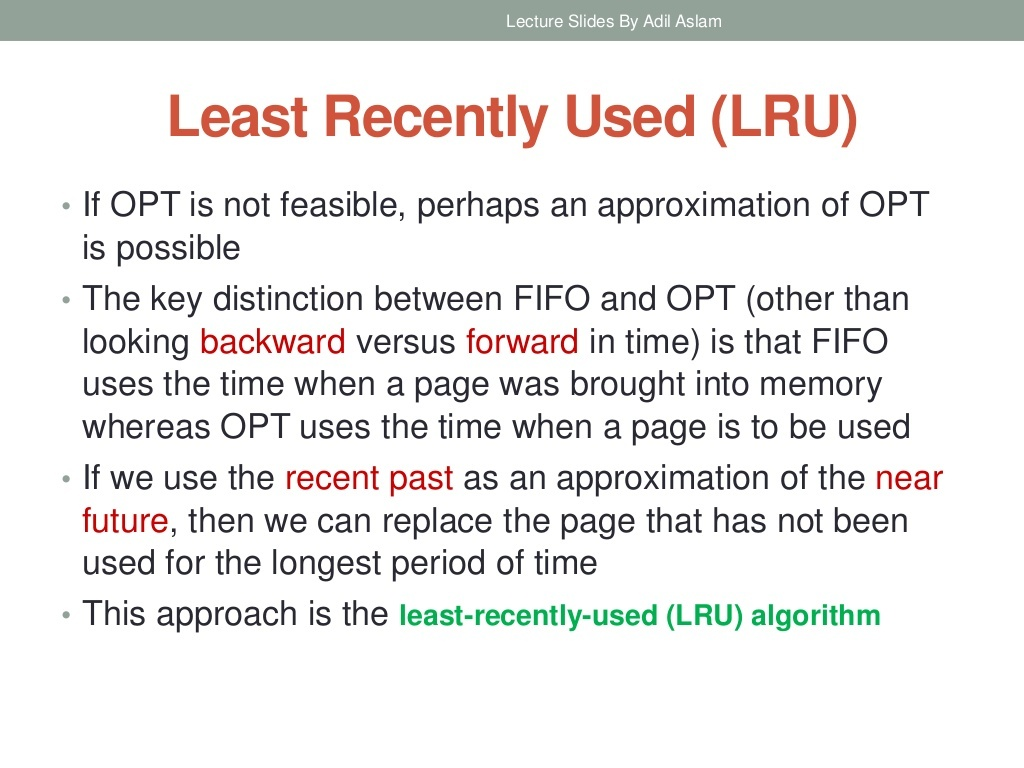 Lecture Slides By Adil Aslam
Least Recently Used (LRU)
• If OPT is not feasible, perhaps an approximation of OPT
is possible
• The key distinction between FIFO and OPT (other than
looking backward versus forward in time) is that FIFO
uses the time when a page was brought into memory
whereas OPT uses the time when a page is to be used
• If we use the recent past as an approximation of the near
future, then we can replace the page that has not been
used for the longest period of time
• This approach is the least-recently-used (LRU) algorithm